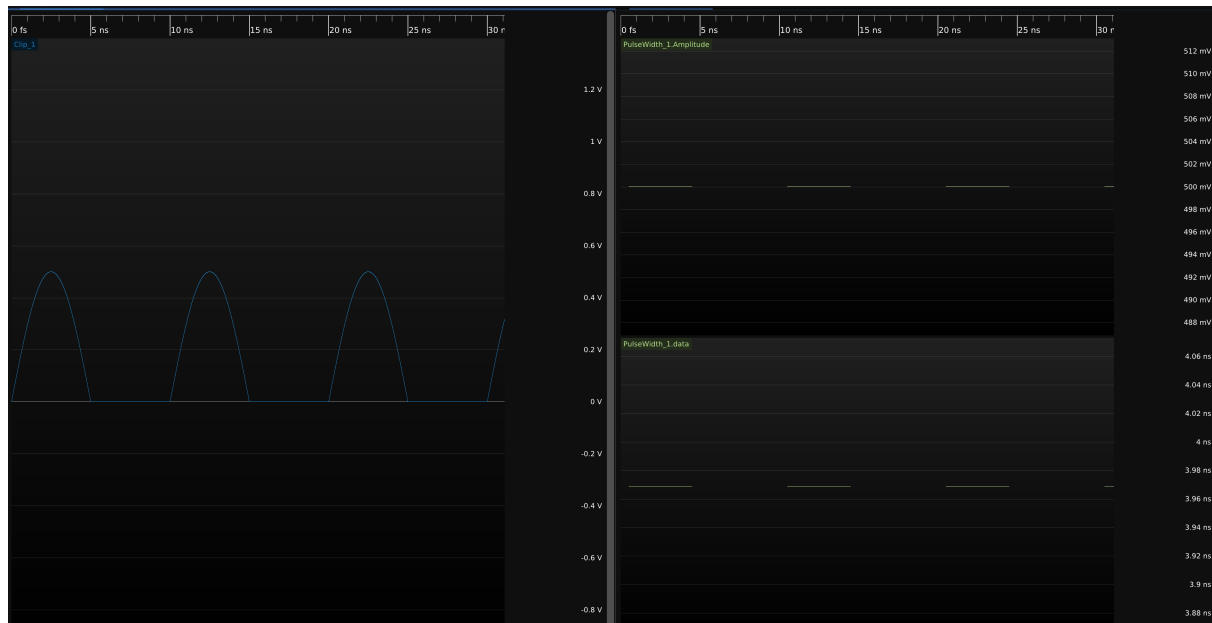 0 fs 5 ns 10 ns 15 ns 20 ns 25 ns 30 n
Clip_1
1.2 V
1 V
0.8 V
0.6 V
0.4 V
0.2 V
0 V
-0.2 V
-0.4 V
-0.6 V
-0.8 V
0 fs 5 ns 10 ns 15 ns 20 ns 25 ns 30 n
PulseWidth_1.Amplitude
512 mV
510 mV
508 mV
506 mV
504 mV
502 mV
500 mV
498 mV
496 mV
494 mV
492 mV
490 mV
488 mV
PulseWidth_1.data
4.06 ns
4.04 ns
4.02 ns
4 ns
3.98 ns
3.96 ns
3.94 ns
3.92 ns
3.9 ns
3.88 ns